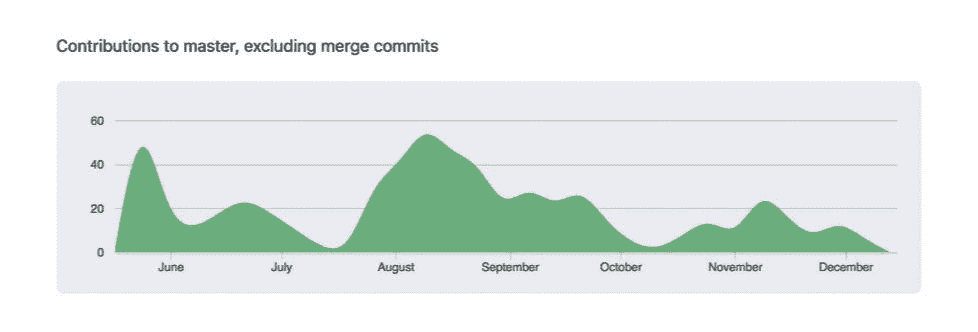 Contributions to master, excluding merge commits
60
40
20
0
June July August September October November December